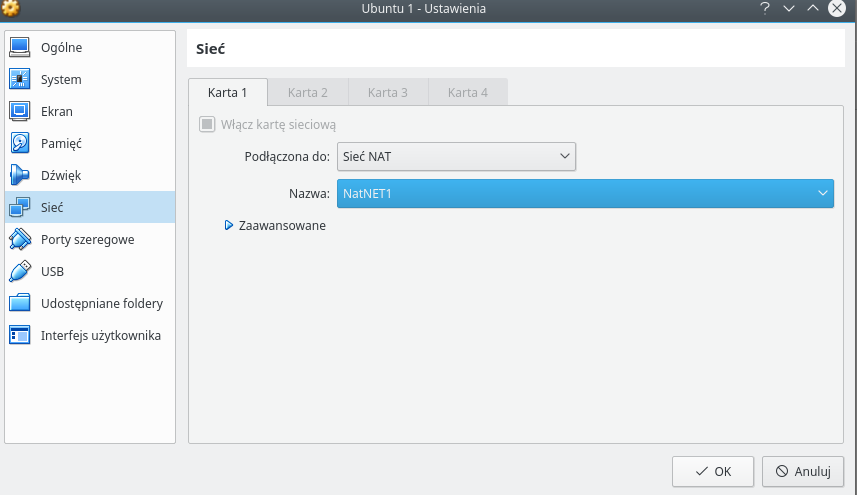 Ubuntu 1 - Ustawienia
Ogólne
System
Ekran
Pamięć
Dźwięk
Sieć
Porty szeregowe
USB
Udostępniane foldery
Interfejs użytkownika
Sieć
Karta 1 Karta 2 Karta 3 Karta 4
Włącz kartę sieciową
Podłączona do: Sieć NAT
Nazwa: NatNET1
Zaawansowane
OK Anuluj